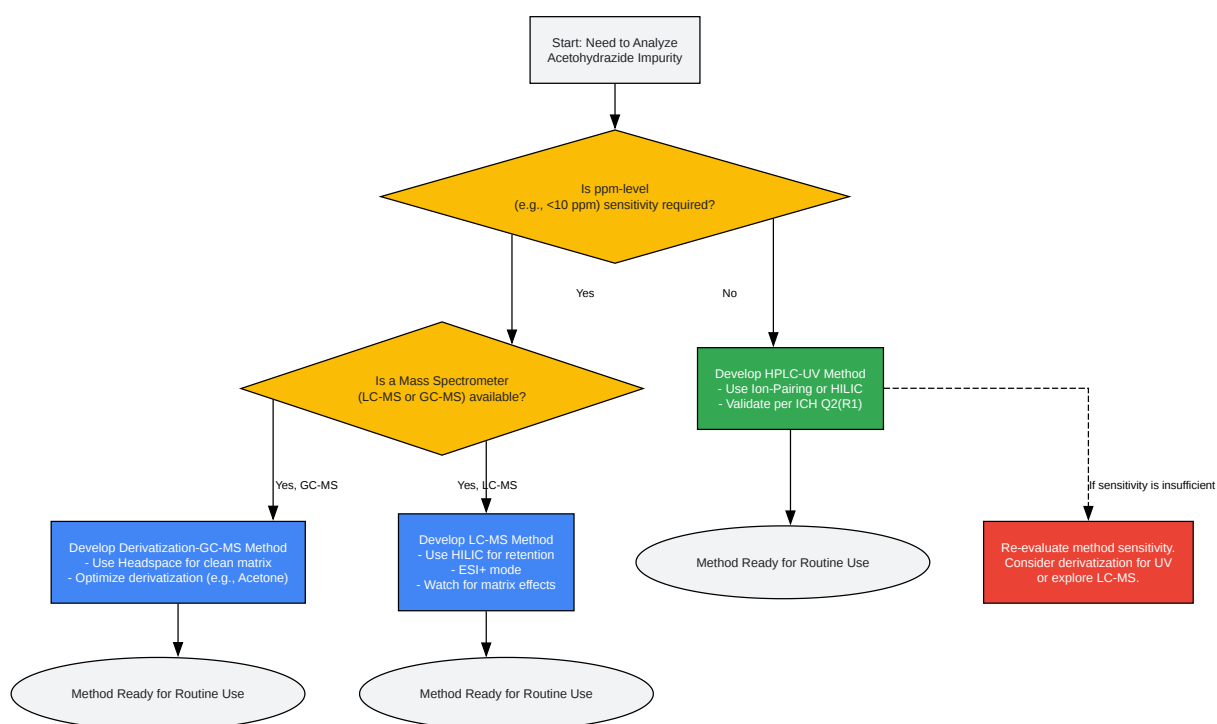 Start: Need to Analyze
Acetohydrazide Impurity
Is ppm-level
(e.g., <10 ppm) sensitivity required?
Yes
No
Is a Mass Spectrometer
(LC-MS or GC-MS) available?
Develop HPLC-UV Method
- Use Ion-Pairing or HILIC
- Validate per ICH Q2(R1)
Yes, GC-MS
Yes, LC-MS
If sensitivity is insufficient
Develop Derivatization-GC-MS Method
- Use Headspace for clean matrix
- Optimize derivatization (e.g., Acetone)
Develop LC-MS Method
- Use HILIC for retention
- ESI+ mode
- Watch for matrix effects
Method Ready for Routine Use
Re-evaluate method sensitivity.
Consider derivatization for UV
or explore LC-MS.
Method Ready for Routine Use
Method Ready for Routine Use